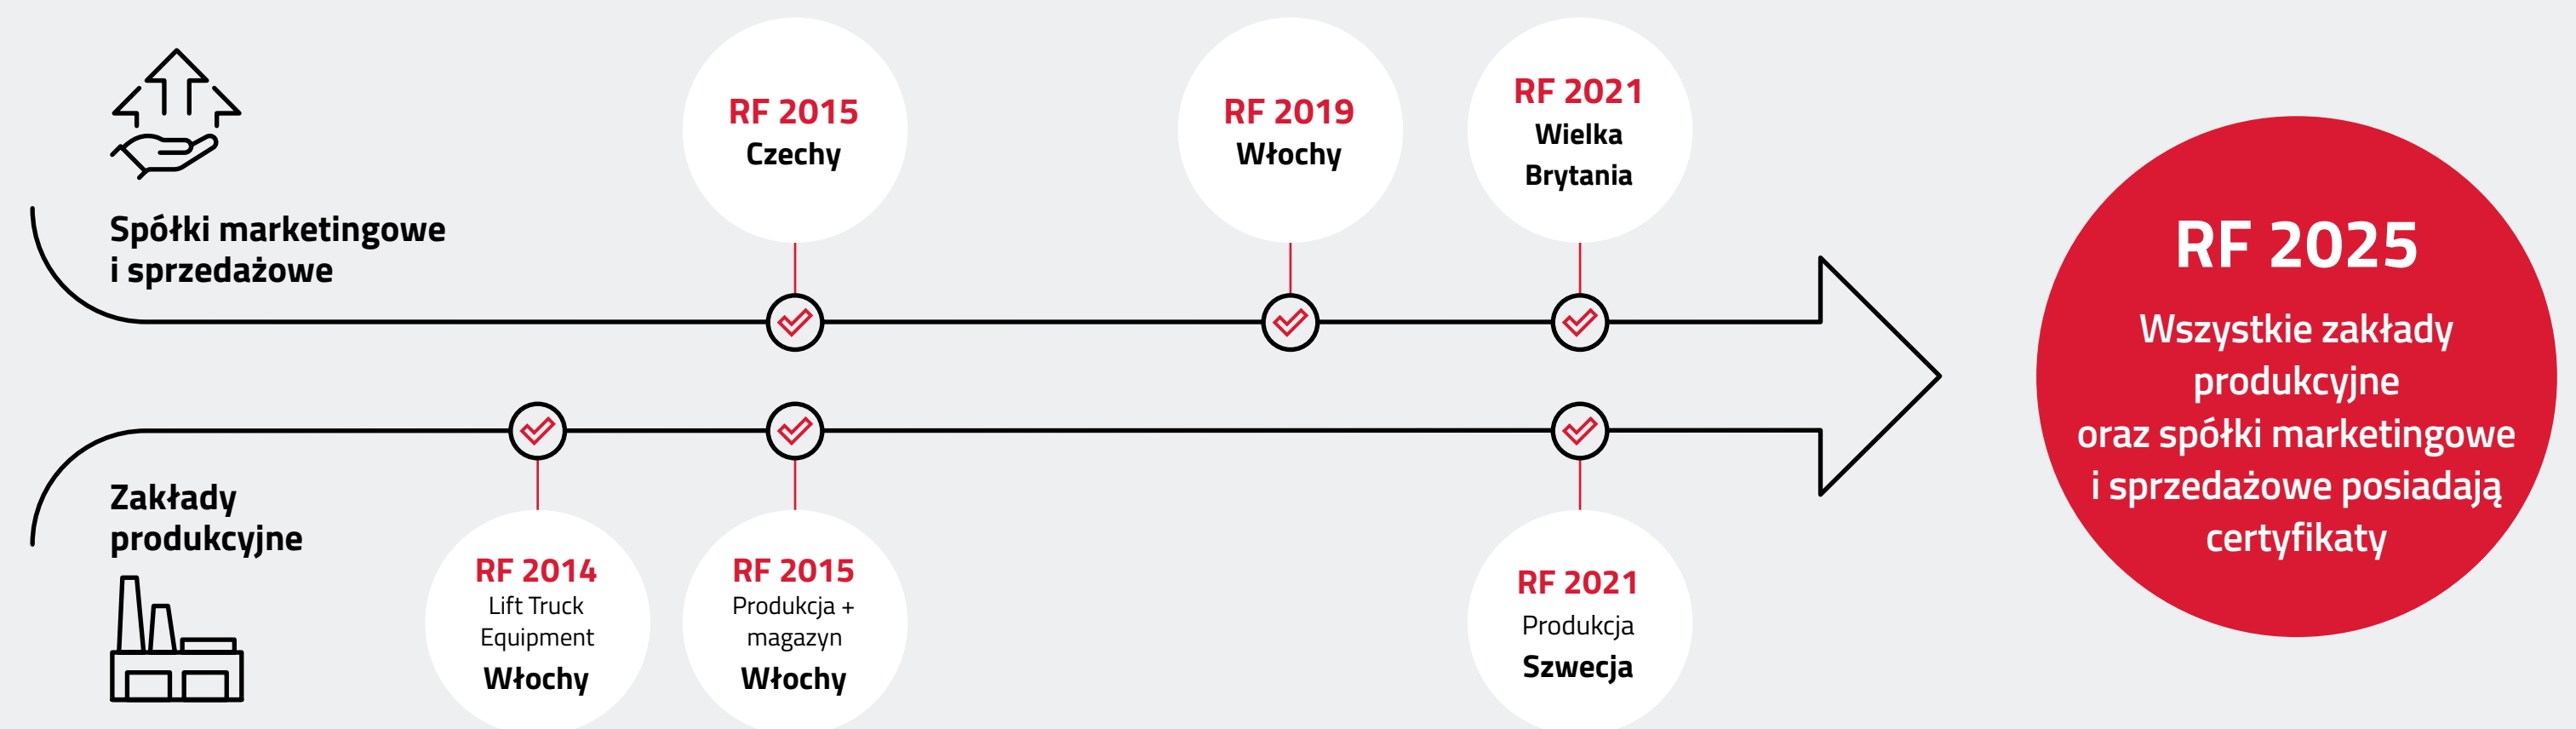 Spółki marketingowe
i sprzedażowe
RF 2015
Czechy
RF 2019
Włochy
RF 2021
Wielka
Brytania
Zakłady
produkcyjne
RF 2014
Lift Truck
Equipment
Włochy
RF 2015
Produkcja +
magazyn
Włochy
RF 2021
Produkcja
Szwecja
RF 2025
Wszystkie zakłady
produkcyjne
oraz spółki marketingowe
i sprzedażowe posiadają
certyfikaty